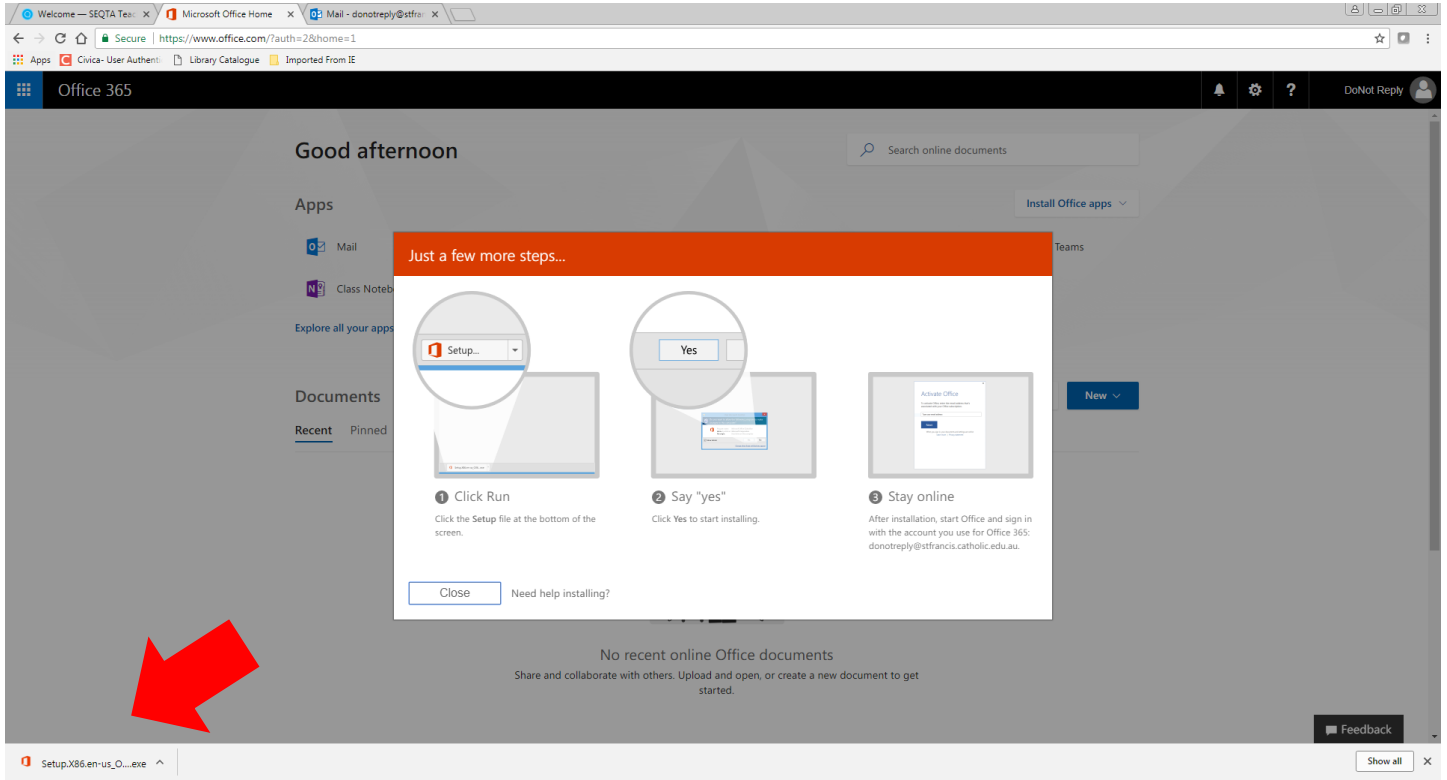 Welcome — SEQTA Teac
Microsoft Office Home
Mail - donotreply@stfran
Secure | https://www.office.com/?auth=2&home=1
Apps
Civica- User Authenti
Library Catalogue
Imported From IE
Office 365
?
DoNot Reply
Good afternoon
Search online documents
Apps
Install Office apps
Mail
Teams
Class Noteb
Explore all your apps
Documents
New
Recent
Pinned
Just a few more steps...
Setup...
Yes
Activate Office
1 Click Run
Click the Setup file at the bottom of the
screen.
2 Say "yes"
Click Yes to start installing.
3 Stay online
After installation, start Office and sign in
with the account you use for Office 365:
donotreply@stfrancis.catholic.edu.au.
Close
Need help installing?
No recent online Office documents
Share and collaborate with others. Upload and open, or create a new document to get
started.
Feedback
Setup.X86.en-us_O....exe
Show all